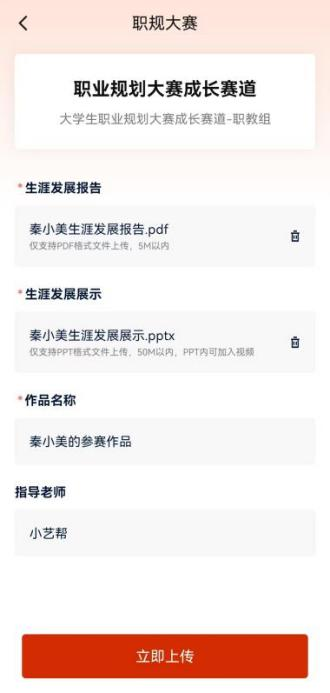 职规大赛
职业规划大赛成长赛道
大学生职业规划大赛成长赛道-职教组
*生涯发展报告
秦小美生涯发展报告.pdf
仅支持PDF格式文件上传，5M以内
*生涯发展展示
秦小美生涯发展展示.pptx
仅支持PPT格式文件上传，50M以内，PPT内可加入视频
*作品名称
秦小美的参赛作品
指导老师
小艺帮
立即上传